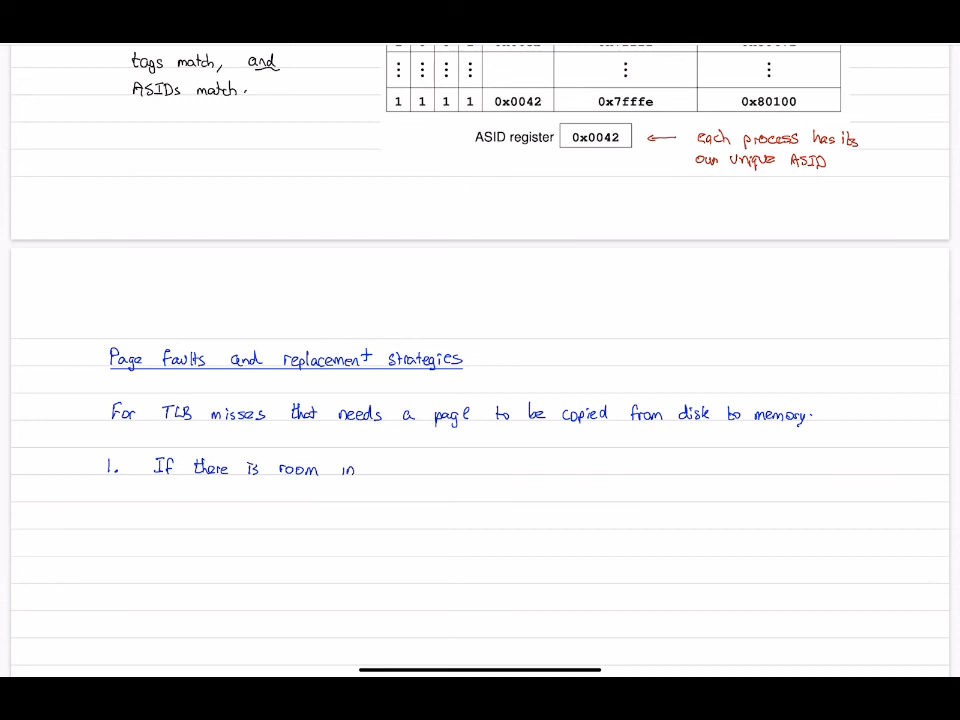 tags match, and
ASIDs match.
⋮ ⋮ ⋮ ⋮ ⋮ ⋮
1 1 1 1 0x0042 0x7fffe 0x80100
ASID register 0x0042 ← each process has its
own unique ASID
Page faults and replacement strategies
For TLB misses that needs a page to be copied from disk to memory.
1. If there is room in